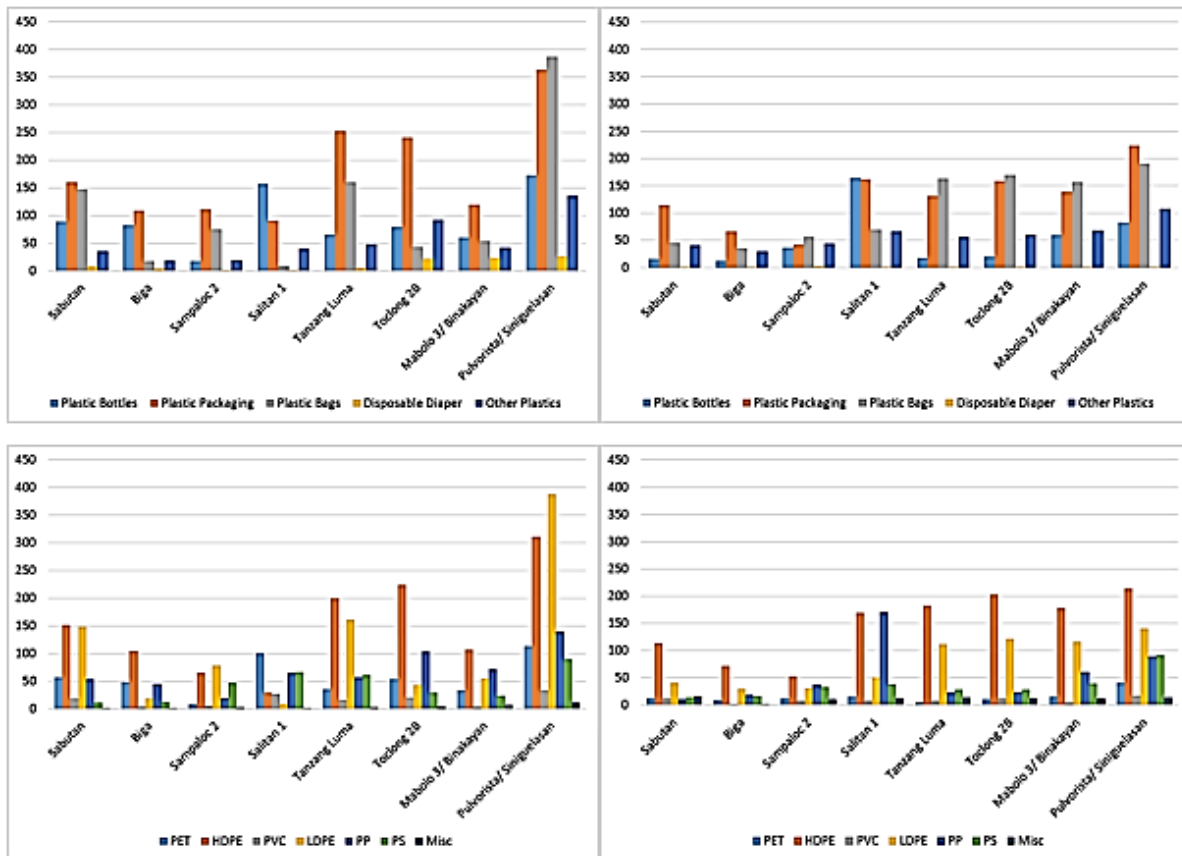 450
400
350
300
250
200
150
100
50
0
Sabutan
Biga
Sampaloc 2
Salitan 1
Tanzang Luma
Toclong 2B
Mabolo 3/ Binakayan
Pulvorista/ Siniguelasan
Plastic Bottles Plastic Packaging Plastic Bags Disposable Diaper Other Plastics
450
400
350
300
250
200
150
100
50
0
Sabutan
Biga
Sampaloc 2
Salitan 1
Tanzang Luma
Toclong 2B
Mabolo 3/ Binakayan
Pulvorista/ Siniguelasan
Plastic Bottles Plastic Packaging Plastic Bags Disposable Diaper Other Plastics
450
400
350
300
250
200
150
100
50
0
Sabutan
Biga
Sampaloc 2
Salitan 1
Tanzang Luma
Toclong 2B
Mabolo 3/ Binakayan
Pulvorista/ Siniguelasan
PET HDPE PVC LDPE PP PS Misc
450
400
350
300
250
200
150
100
50
0
Sabutan
Biga
Sampaloc 2
Salitan 1
Tanzang Luma
Toclong 2B
Mabolo 3/ Binakayan
Pulvorista/ Siniguelasan
PET HDPE PVC LDPE PP PS Misc